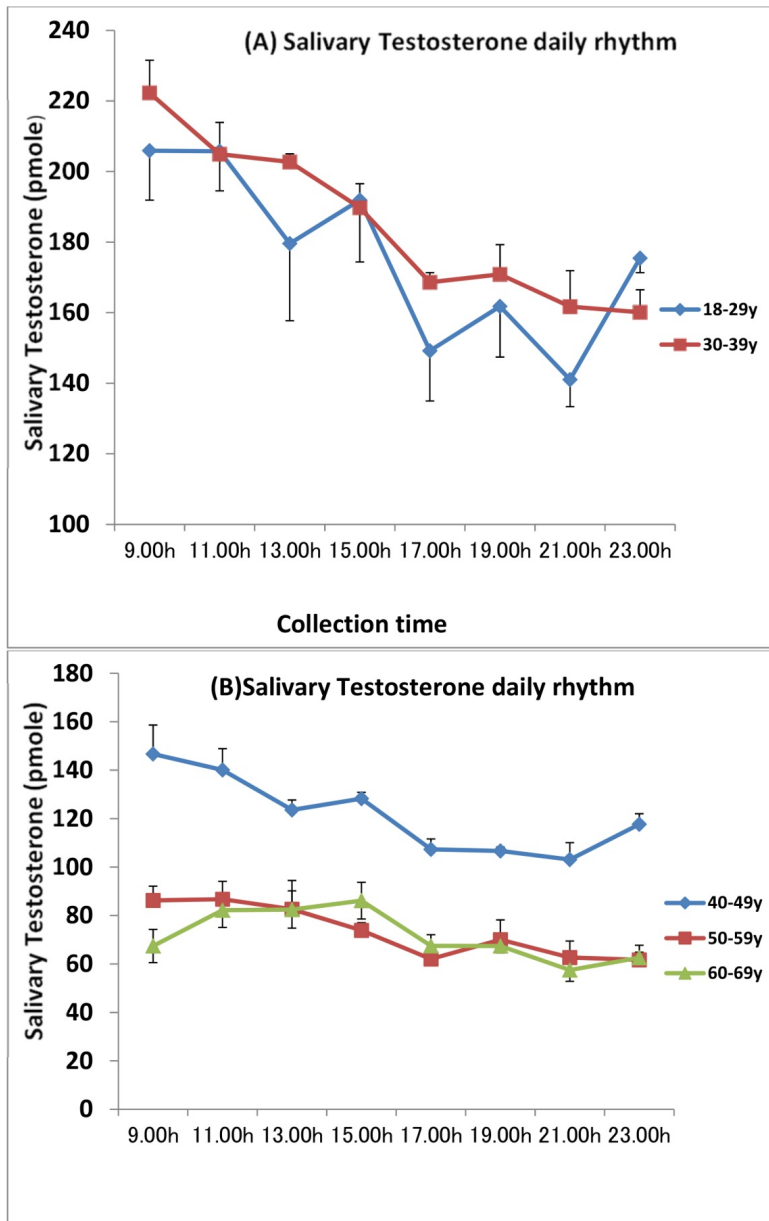 (A) Salivary Testosterone daily rhythm
Salivary Testosterone (pmole)
240
220
200
180
160
140
120
100
18-29y
30-39y
9.00h 11.00h 13.00h 15.00h 17.00h 19.00h 21.00h 23.00h
Collection time
(B)Salivary Testosterone daily rhythm
Salivary Testosterone (pmole)
180
160
140
120
100
80
60
40
20
0
40-49y
50-59y
60-69y
9.00h 11.00h 13.00h 15.00h 17.00h 19.00h 21.00h 23.00h